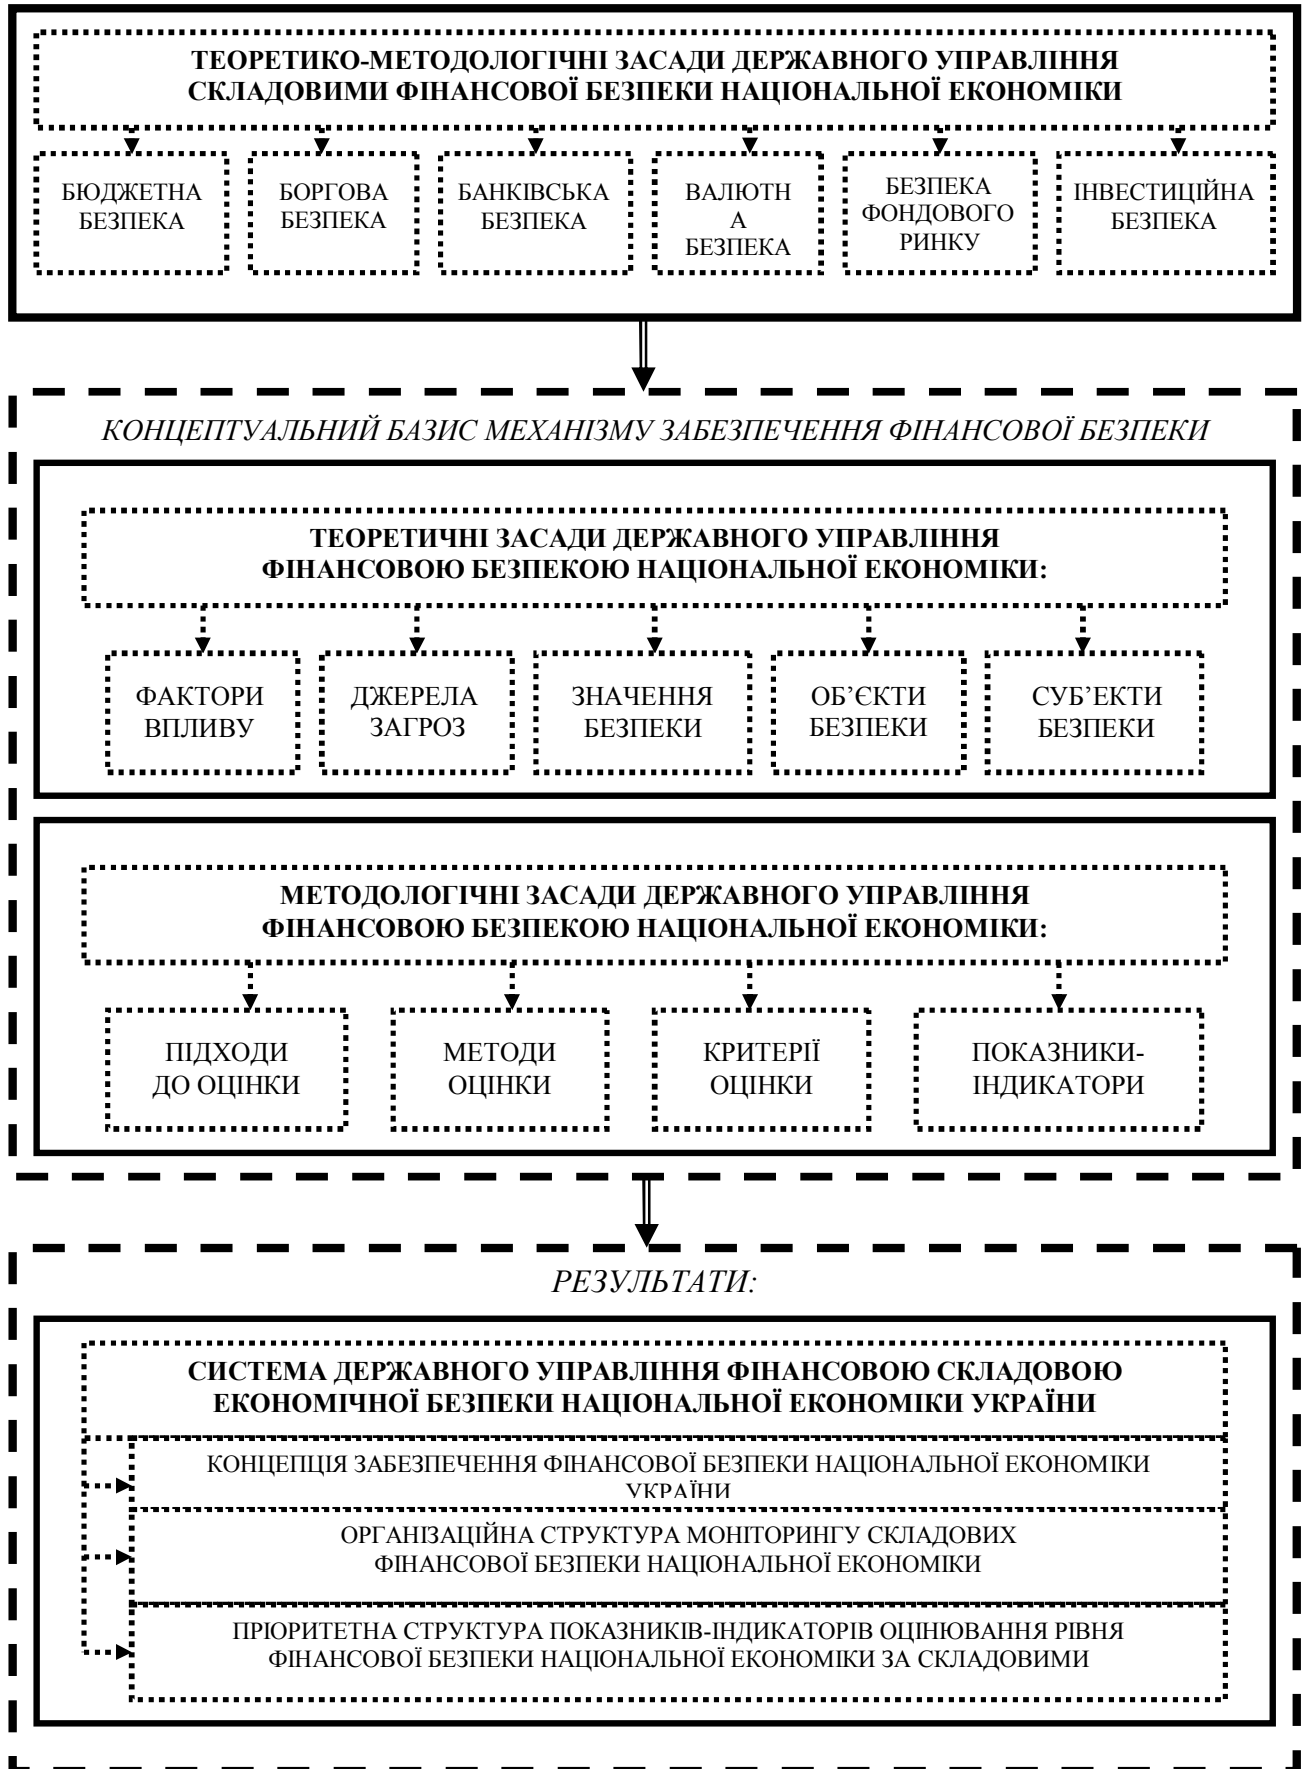 ТЕОРЕТИКО-МЕТОДОЛОГІЧНІ ЗАСАДИ ДЕРЖАВНОГО УПРАВЛІННЯ
СКЛАДОВИМИ ФІНАНСОВОЇ БЕЗПЕКИ НАЦІОНАЛЬНОЇ ЕКОНОМІКИ
БЮДЖЕТНА
БЕЗПЕКА
БОРГОВА
БЕЗПЕКА
БАНКІВСЬКА
БЕЗПЕКА
ВАЛЮТН
А
БЕЗПЕКА
БЕЗПЕКА
ФОНДОВОГО
РИНКУ
ІНВЕСТИЦІЙНА
БЕЗПЕКА
КОНЦЕПТУАЛЬНИЙ БАЗИС МЕХАНІЗМУ ЗАБЕЗПЕЧЕННЯ ФІНАНСОВОЇ БЕЗПЕКИ
ТЕОРЕТИЧНІ ЗАСАДИ ДЕРЖАВНОГО УПРАВЛІННЯ
ФІНАНСОВОЮ БЕЗПЕКОЮ НАЦІОНАЛЬНОЇ ЕКОНОМІКИ:
ФАКТОРИ
ВПЛИВУ
ДЖЕРЕЛА
ЗАГРОЗ
ЗНАЧЕННЯ
БЕЗПЕКИ
ОБ’ЄКТИ
БЕЗПЕКИ
СУБ’ЕКТИ
БЕЗПЕКИ
МЕТОДОЛОГІЧНІ ЗАСАДИ ДЕРЖАВНОГО УПРАВЛІННЯ
ФІНАНСОВОЮ БЕЗПЕКОЮ НАЦІОНАЛЬНОЇ ЕКОНОМІКИ:
ПІДХОДИ
ДО ОЦІНКИ
МЕТОДИ
ОЦІНКИ
КРИТЕРІЇ
ОЦІНКИ
ПОКАЗНИКИ-
ІНДИКАТОРИ
РЕЗУЛЬТАТИ:
СИСТЕМА ДЕРЖАВНОГО УПРАВЛІННЯ ФІНАНСОВОЮ СКЛАДОВОЮ
ЕКОНОМІЧНОЇ БЕЗПЕКИ НАЦІОНАЛЬНОЇ ЕКОНОМІКИ УКРАЇНИ
КОНЦЕПЦІЯ ЗАБЕЗПЕЧЕННЯ ФІНАНСОВОЇ БЕЗПЕКИ НАЦІОНАЛЬНОЇ ЕКОНОМІКИ
УКРАЇНИ
ОРГАНІЗАЦІЙНА СТРУКТУРА МОНІТОРИНГУ СКЛАДОВИХ
ФІНАНСОВОЇ БЕЗПЕКИ НАЦІОНАЛЬНОЇ ЕКОНОМІКИ
ПРІОРИТЕТНА СТРУКТУРА ПОКАЗНИКІВ-ІНДИКАТОРІВ ОЦІНЮВАННЯ РІВНЯ
ФІНАНСОВОЇ БЕЗПЕКИ НАЦІОНАЛЬНОЇ ЕКОНОМІКИ ЗА СКЛАДОВИМИ